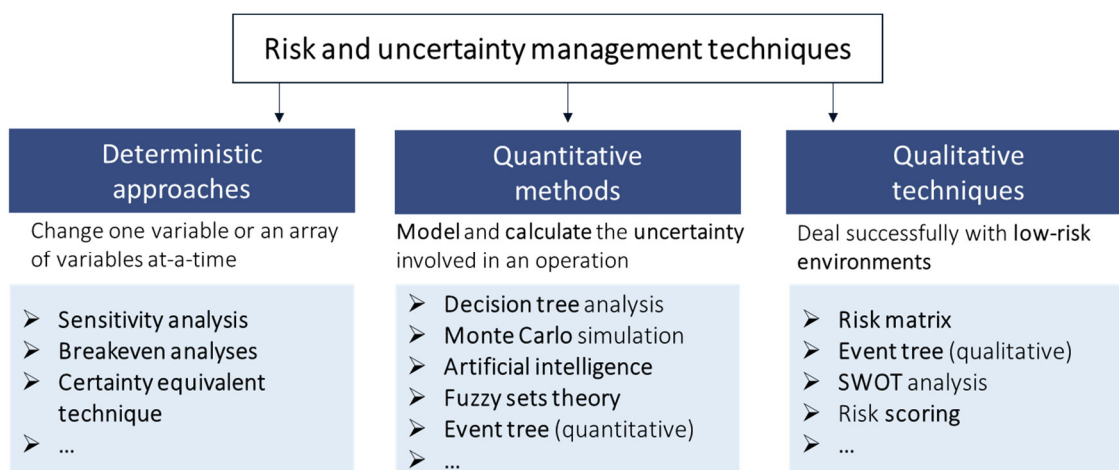 Risk and uncertainty management techniques
Deterministic
approaches
Change one variable or an array
of variables at-a-time
➢ Sensitivity analysis
➢ Breakeven analyses
➢ Certainty equivalent
technique
➢ ...
Quantitative
methods
Model and calculate the uncertainty
involved in an operation
➢ Decision tree analysis
➢ Monte Carlo simulation
➢ Artificial intelligence
➢ Fuzzy sets theory
➢ Event tree (quantitative)
➢ ...
Qualitative
techniques
Deal successfully with low-risk
environments
➢ Risk matrix
➢ Event tree (qualitative)
➢ SWOT analysis
➢ Risk scoring
➢ ...